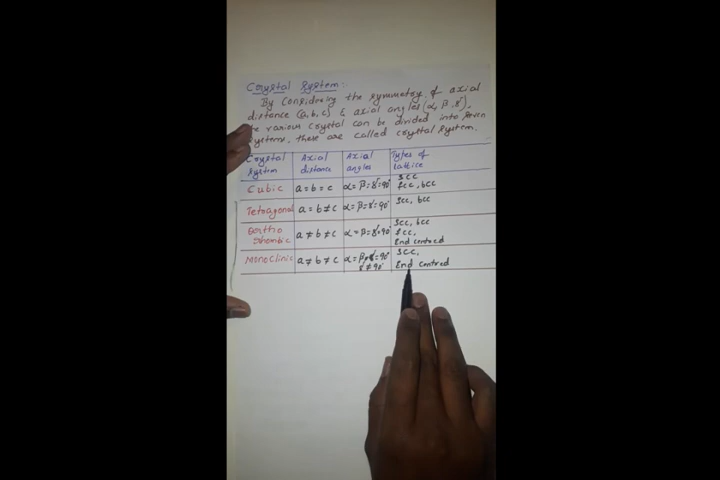 Crystal System:
By Considering the symmetry of axial
distance (a, b, c) & axial angles (α, β, γ),
various crystal can be divided into seven
systems, these are called crystal system.
Crystal system | Axial distance | Axial angles | Types of lattice
Cubic | a = b = c | α = β = γ = 90° | SCC fcc, bcc
Tetragonal | a = b ≠ c | α = β = γ = 90° | SCC, bcc
Ortho Rhombic | a ≠ b ≠ c | α = β = γ = 90° | SCC, bcc fcc, End centred
Monoclinic | a ≠ b ≠ c | α = β = 90° γ ≠ 90° | SCC, End centred